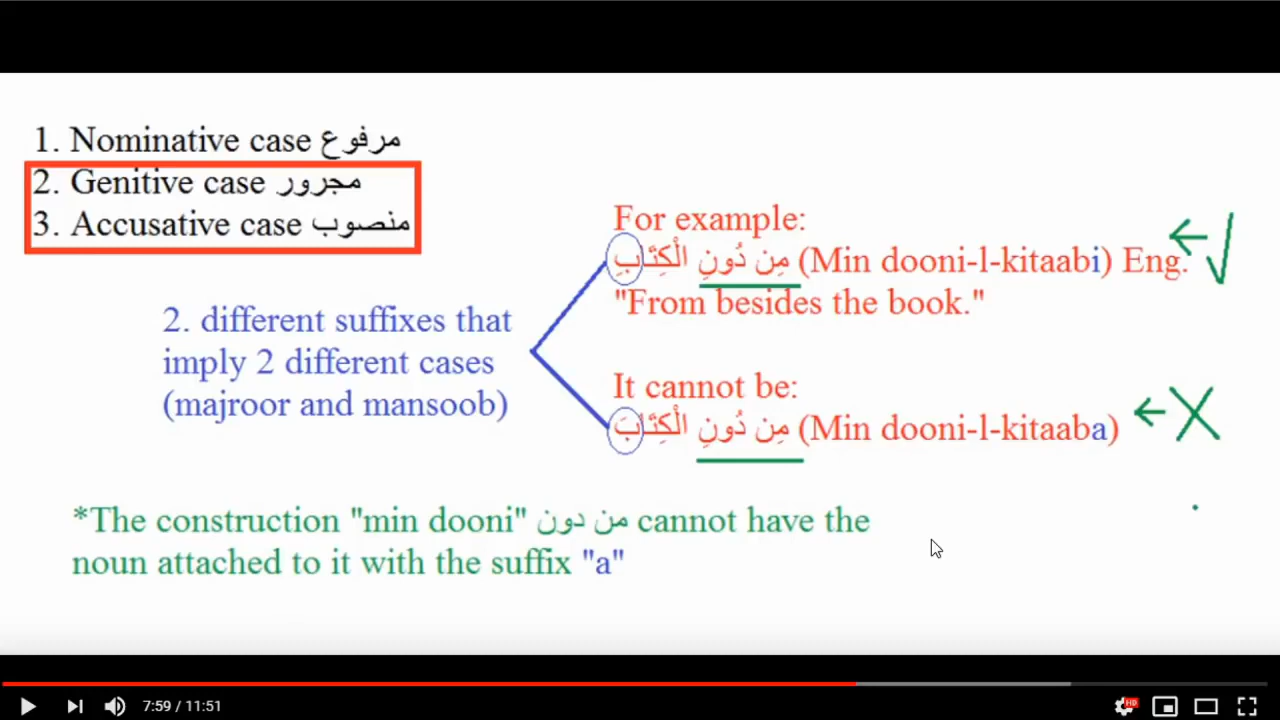 1. Nominative case مرفوع
2. Genitive case مجرور
3. Accusative case منصوب
2. different suffixes that
imply 2 different cases
(majroor and mansoob)
For example:
مِن دُونِ الْكِتَابِ (Min dooni-l-kitaabi) Eng.
"From besides the book."
It cannot be:
مِن دُونِ الْكِتَابَ (Min dooni-l-kitaaba)
*The construction "min dooni" من دون cannot have the
noun attached to it with the suffix "a"
7:59 / 11:51
HD